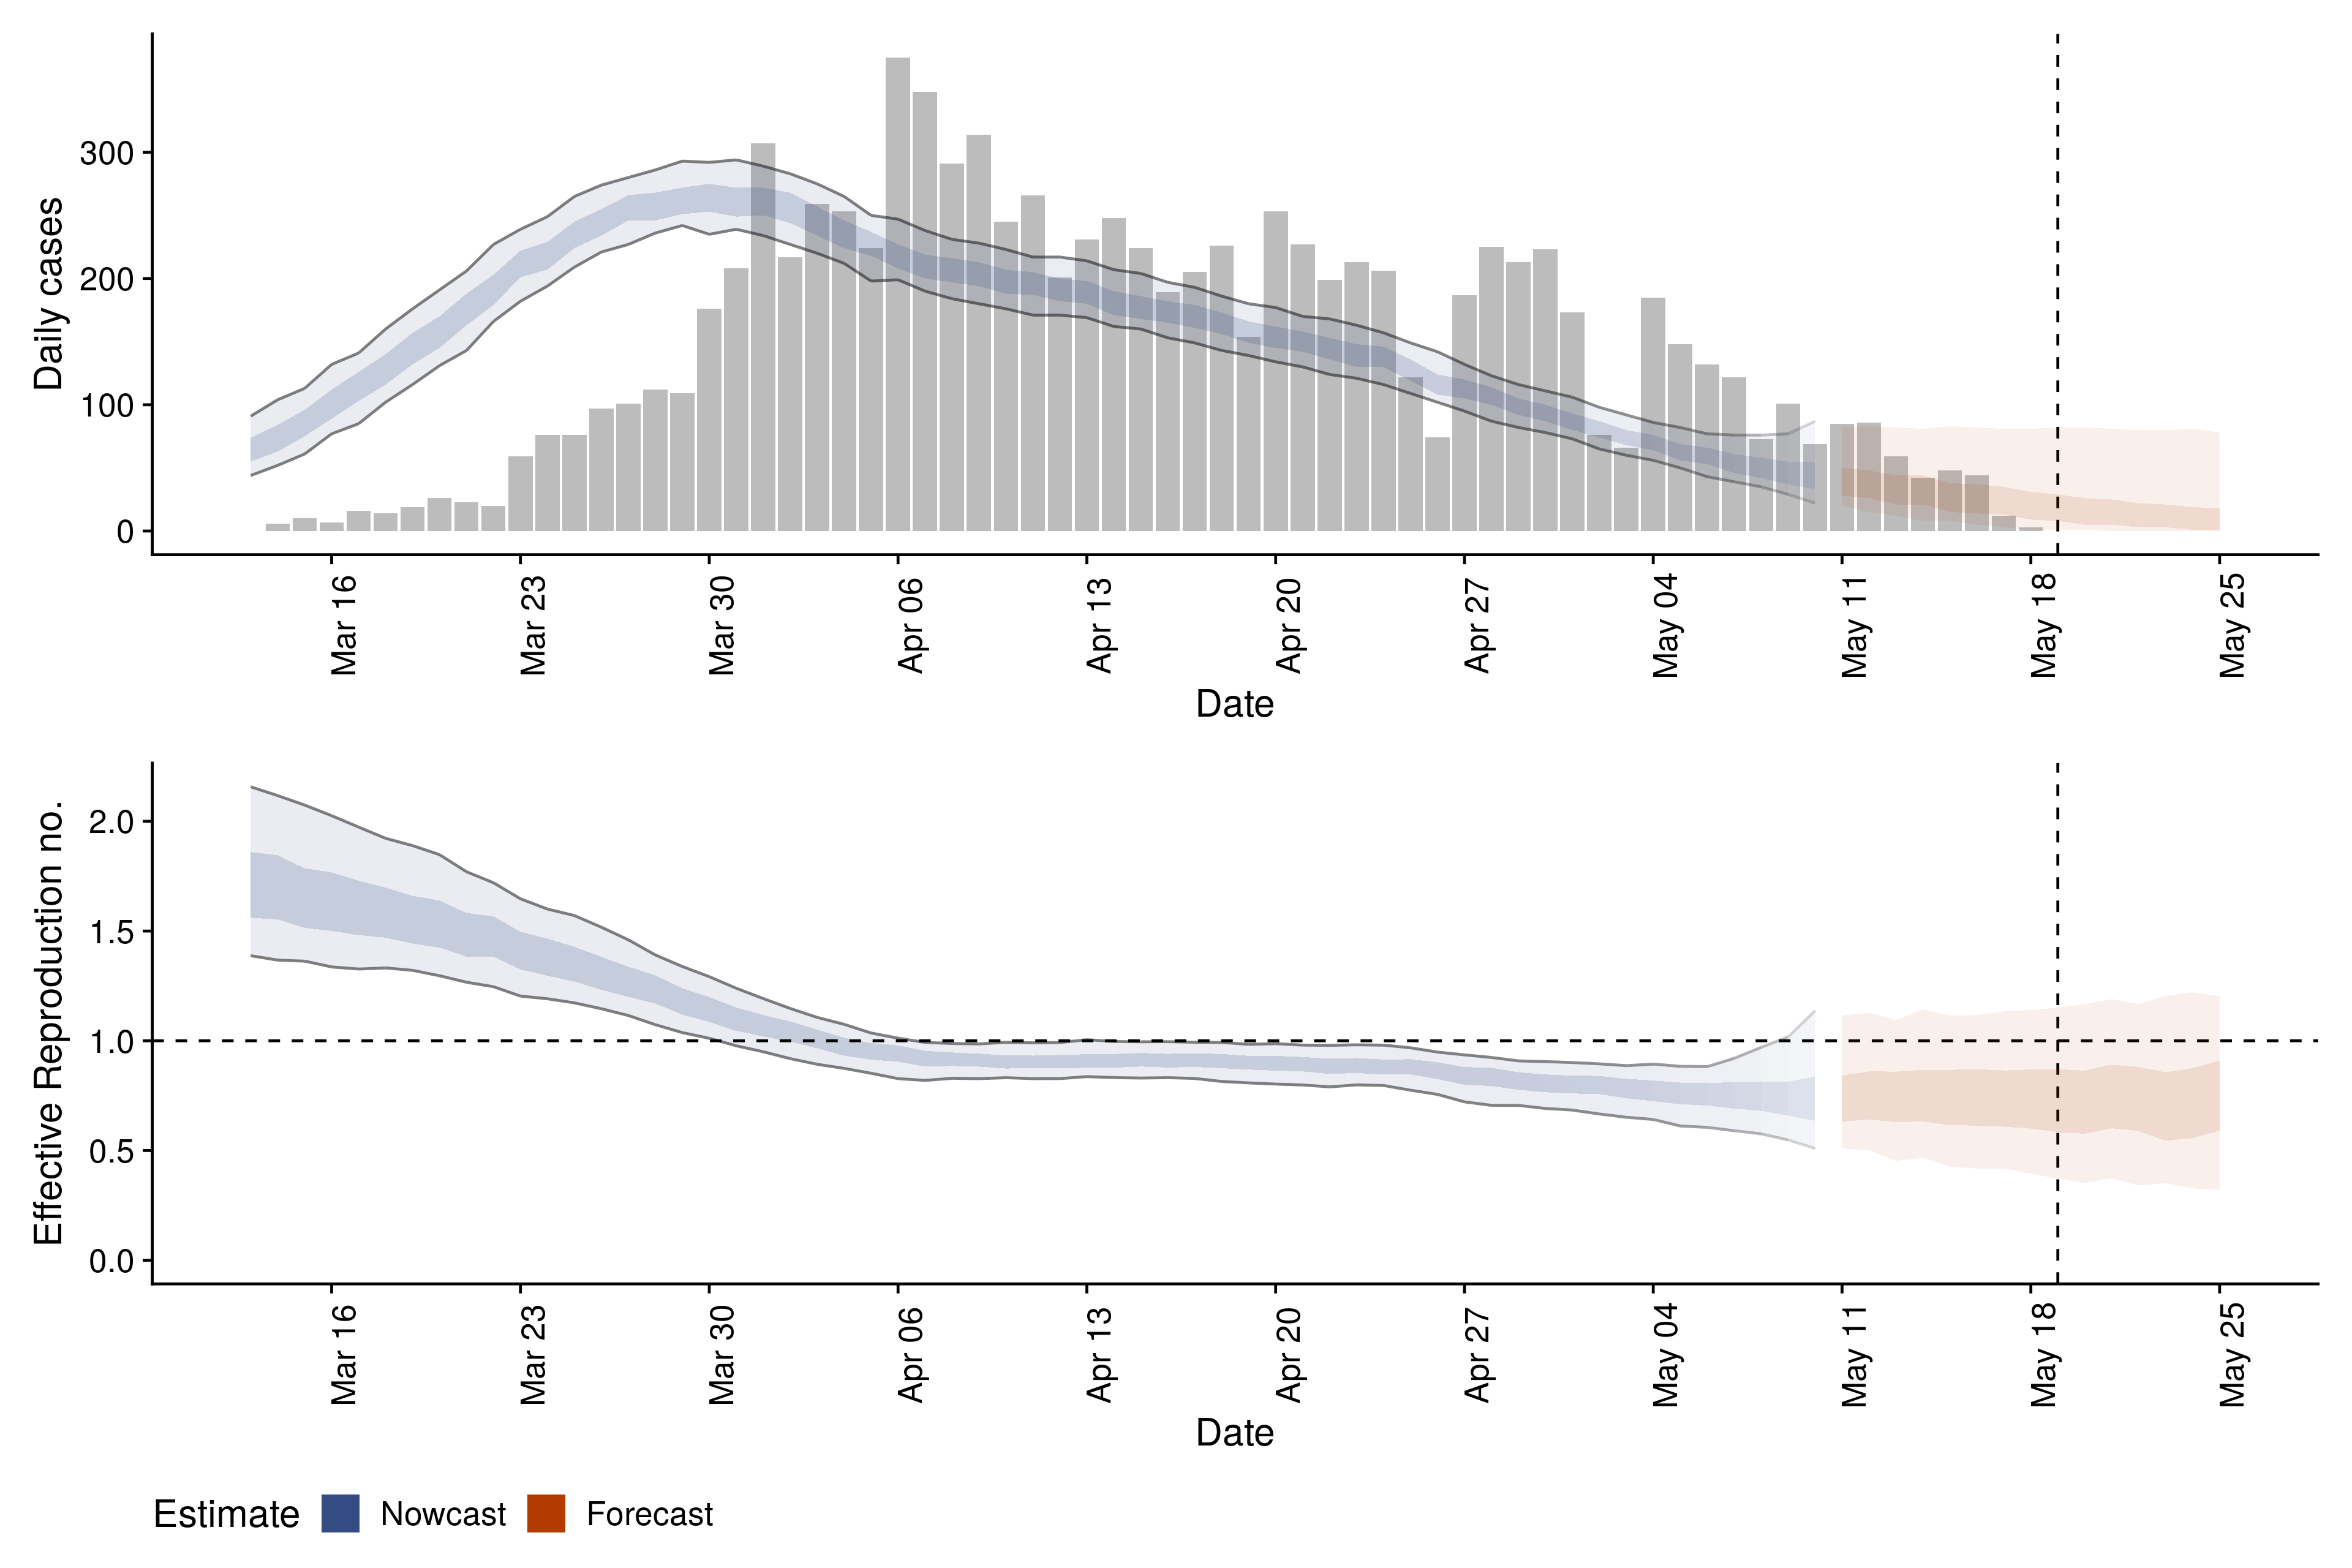 Daily cases
300
200
100
0
Mar 16
Mar 23
Mar 30
Apr 06
Apr 13
Apr 20
Apr 27
May 04
May 11
May 18
May 25
Date
Effective Reproduction no.
2.0
1.5
1.0
0.5
0.0
Mar 16
Mar 23
Mar 30
Apr 06
Apr 13
Apr 20
Apr 27
May 04
May 11
May 18
May 25
Date
Estimate Nowcast Forecast